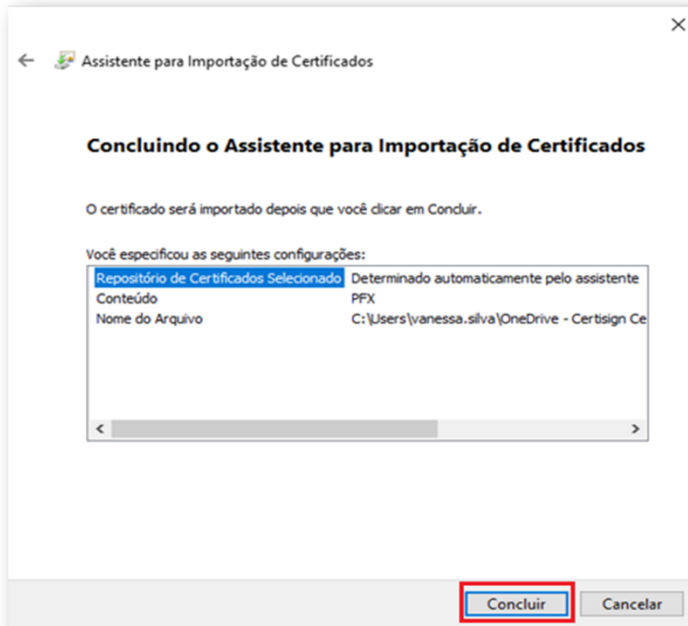 Assistente para Importação de Certificados
Concluindo o Assistente para Importação de Certificados
O certificado será importado depois que você clicar em Concluir.
Você especificou as seguintes configurações:
Repositório de Certificados Selecionado Determinado automaticamente pelo assistente
Conteúdo PFX
Nome do Arquivo C:\Users\vanessa.silva\OneDrive - Certisign Ce
Concluir Cancelar